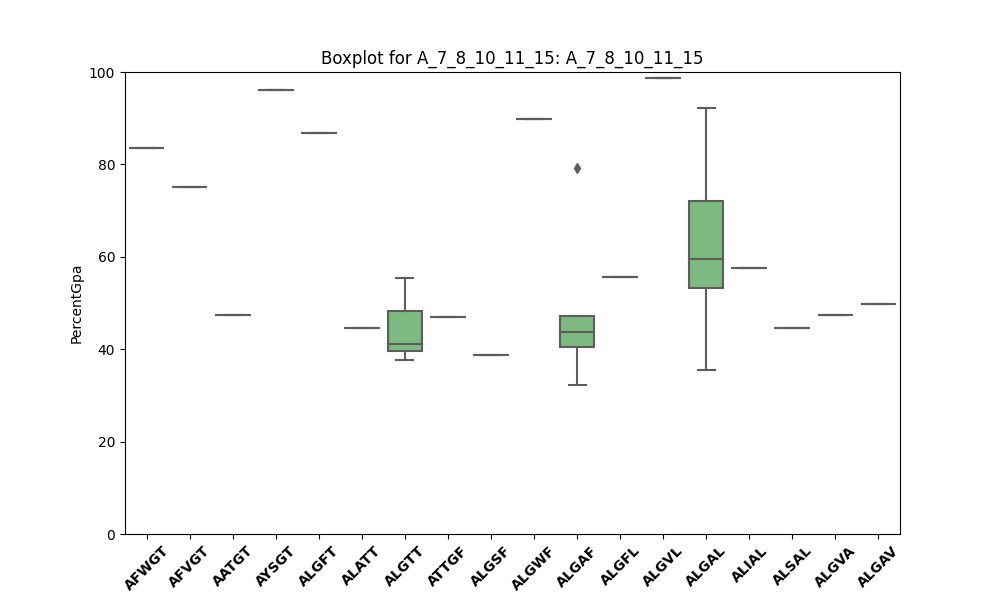 Boxplot for A_7_8_10_11_15: A_7_8_10_11_15
100
80
60
40
20
0
PercentGpa
AFWGT
AFVGT
AATGT
AYSGT
ALGFT
ALATT
ALGTT
ATTGF
ALGSF
ALGWF
ALGAF
ALGFL
ALGVL
ALGAL
ALIAL
ALSAL
ALGVA
ALGAV